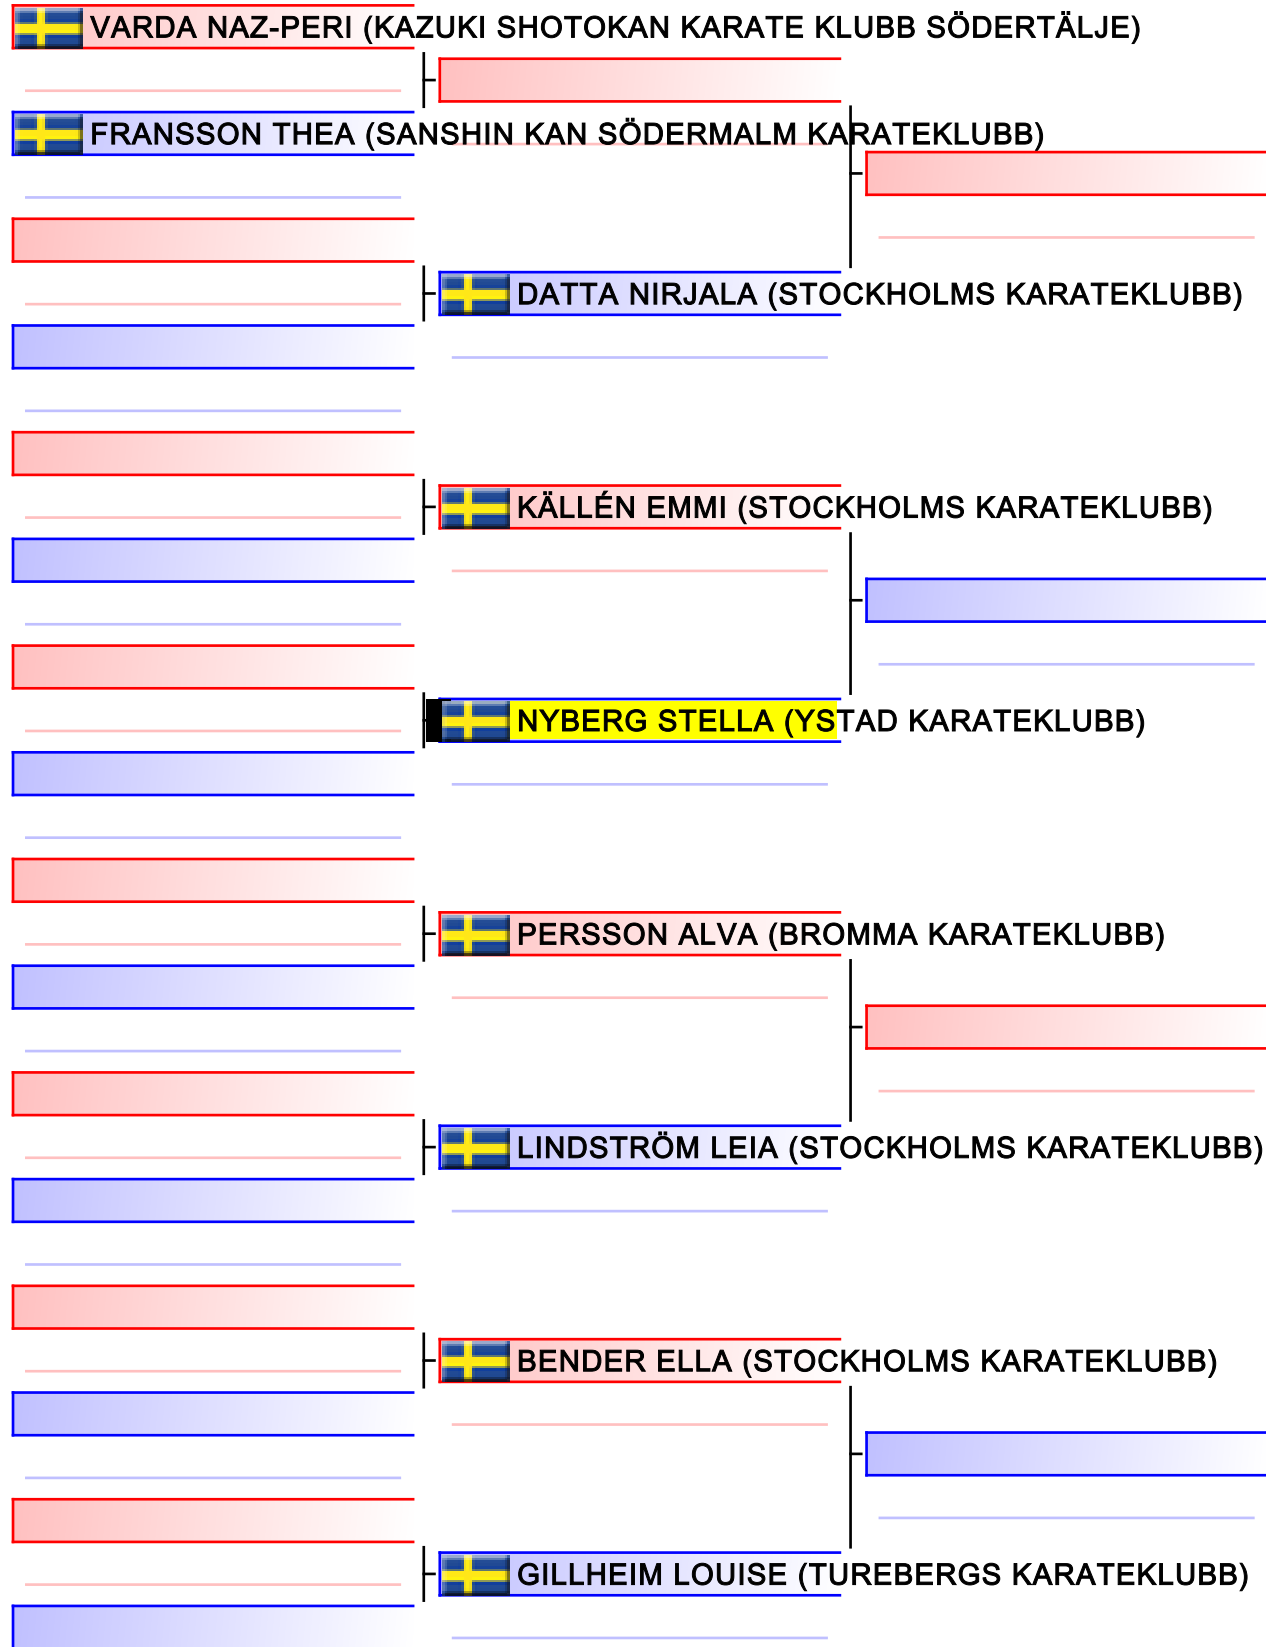 VARDA NAZ-PERI (KAZUKI SHOTOKAN KARATE KLUBB SÖDERTÄLJE)
FRANSSON THEA (SANSHIN KAN SÖDERMALM KARATEKLUBB)
DATTA NIRJALA (STOCKHOLMS KARATEKLUBB)
KÄLLÉN EMMI (STOCKHOLMS KARATEKLUBB)
NYBERG STELLA (YSTAD KARATEKLUBB)
PERSSON ALVA (BROMMA KARATEKLUBB)
LINDSTRÖM LEIA (STOCKHOLMS KARATEKLUBB)
BENDER ELLA (STOCKHOLMS KARATEKLUBB)
GILLHEIM LOUISE (TUREBERGS KARATEKLUBB)